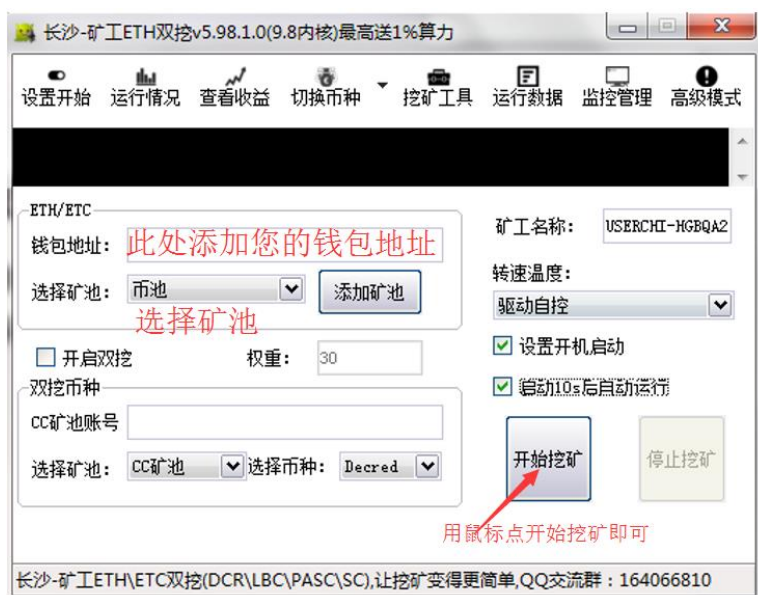 长沙-矿工ETH双挖v5.98.1.0(9.8内核)最高送1%算力
设置开始 运行情况 查看收益 切换币种 挖矿工具 运行数据 监控管理 高级模式
ETH/ETC
钱包地址: 此处添加您的钱包地址
选择矿池: 币池 添加矿池
选择矿池
开启双挖 权重: 30
双挖币种
CC矿池账号
选择矿池: CC矿池 选择币种: Decred
矿工名称: USERCHI-HGBQA2
转速温度:
驱动自控
设置开机启动
启动10s后自动运行
开始挖矿 停止挖矿
用鼠标点开始挖矿即可
长沙-矿工ETH\ETC双挖(DCR\LBC\PASC\SC),让挖矿变得更简单,QQ交流群:164066810